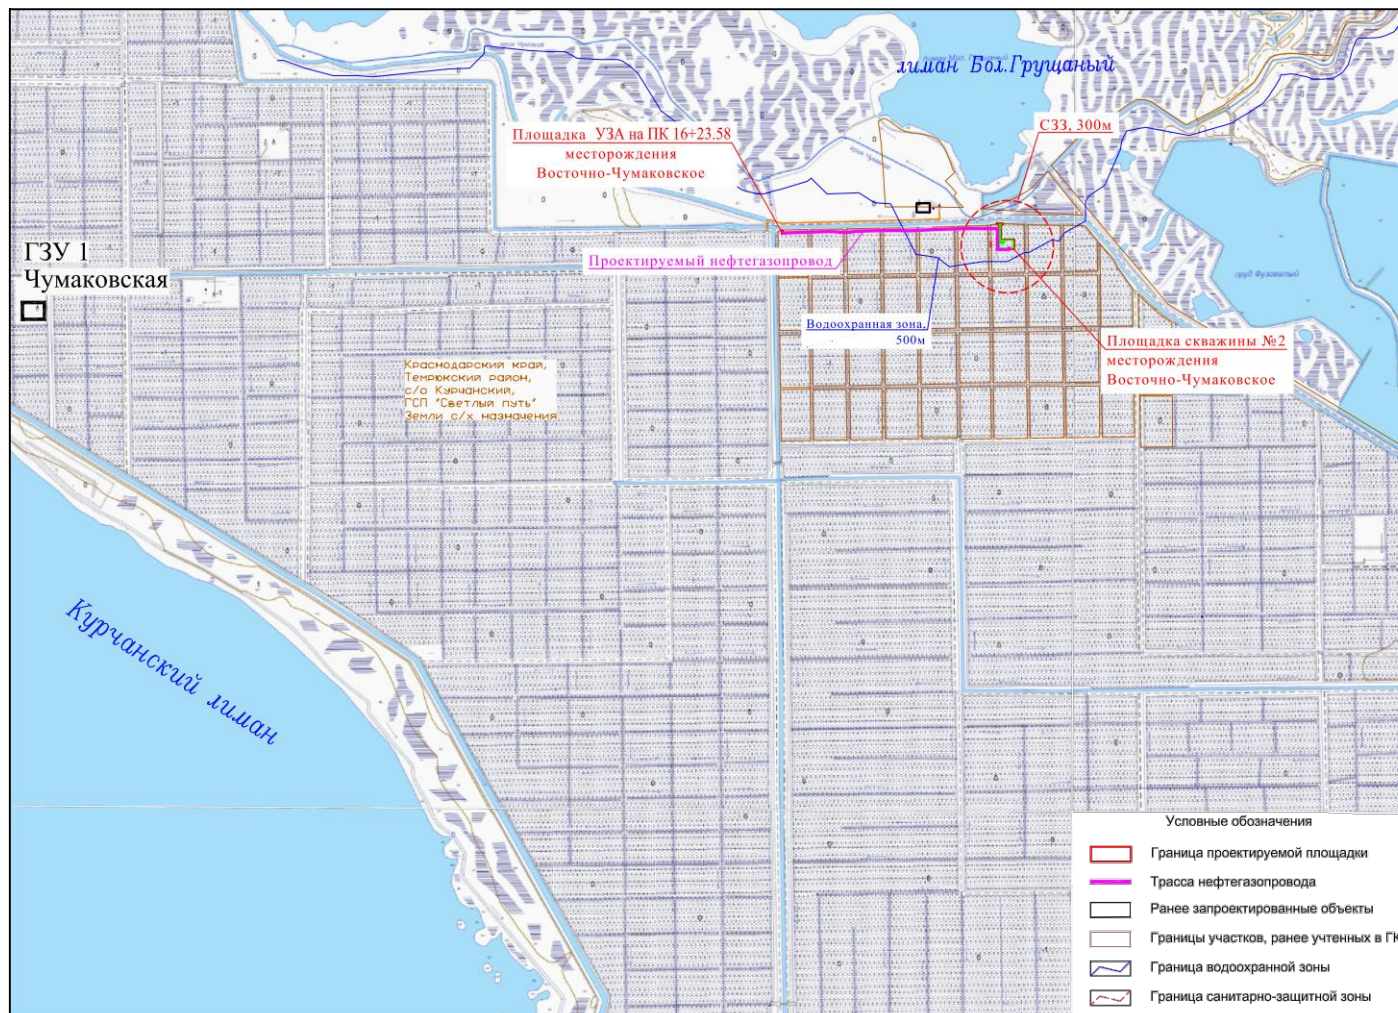 лиман Бол.Грущаный
СЗЗ, 300м
Площадка УЗА на ПК 16+23.58
месторождения
Восточно-Чумаковское
ГЗУ 1
Чумаковская
Проектируемый нефтегазопровод
Водоохранная зона,
500м
Площадка скважины №2
месторождения
Восточно-Чумаковское
Краснодарский край,
Темрюкский район,
с/о Курчанский,
ГСП "Светлый путь"
Земли с/х назначения
Курчанский лиман
Условные обозначения
Граница проектируемой площадки
Трасса нефтегазопровода
Ранее запроектированные объекты
Границы участков, ранее учтенных в ГК
Граница водоохранной зоны
Граница санитарно-защитной зоны